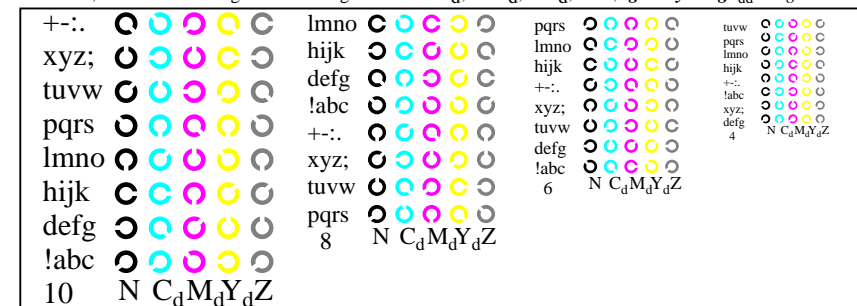 +-:.
xyz;
tuvw
pqrs
lmno
hijk
defg
!abc
10 N CdMdYdZ
lmno
hijk
defg
!abc
+-:.
xyz;
tuvw
pqrs
8 N CdMdYdZ
pqrs
lmno
hijk
+-:.
xyz;
tuvw
defg
!abc
6 N CdMdYdZ
tuvw
pqrs
lmno
hijk
+-:.
!abc
xyz;
defg
4 N CdMdYdZ